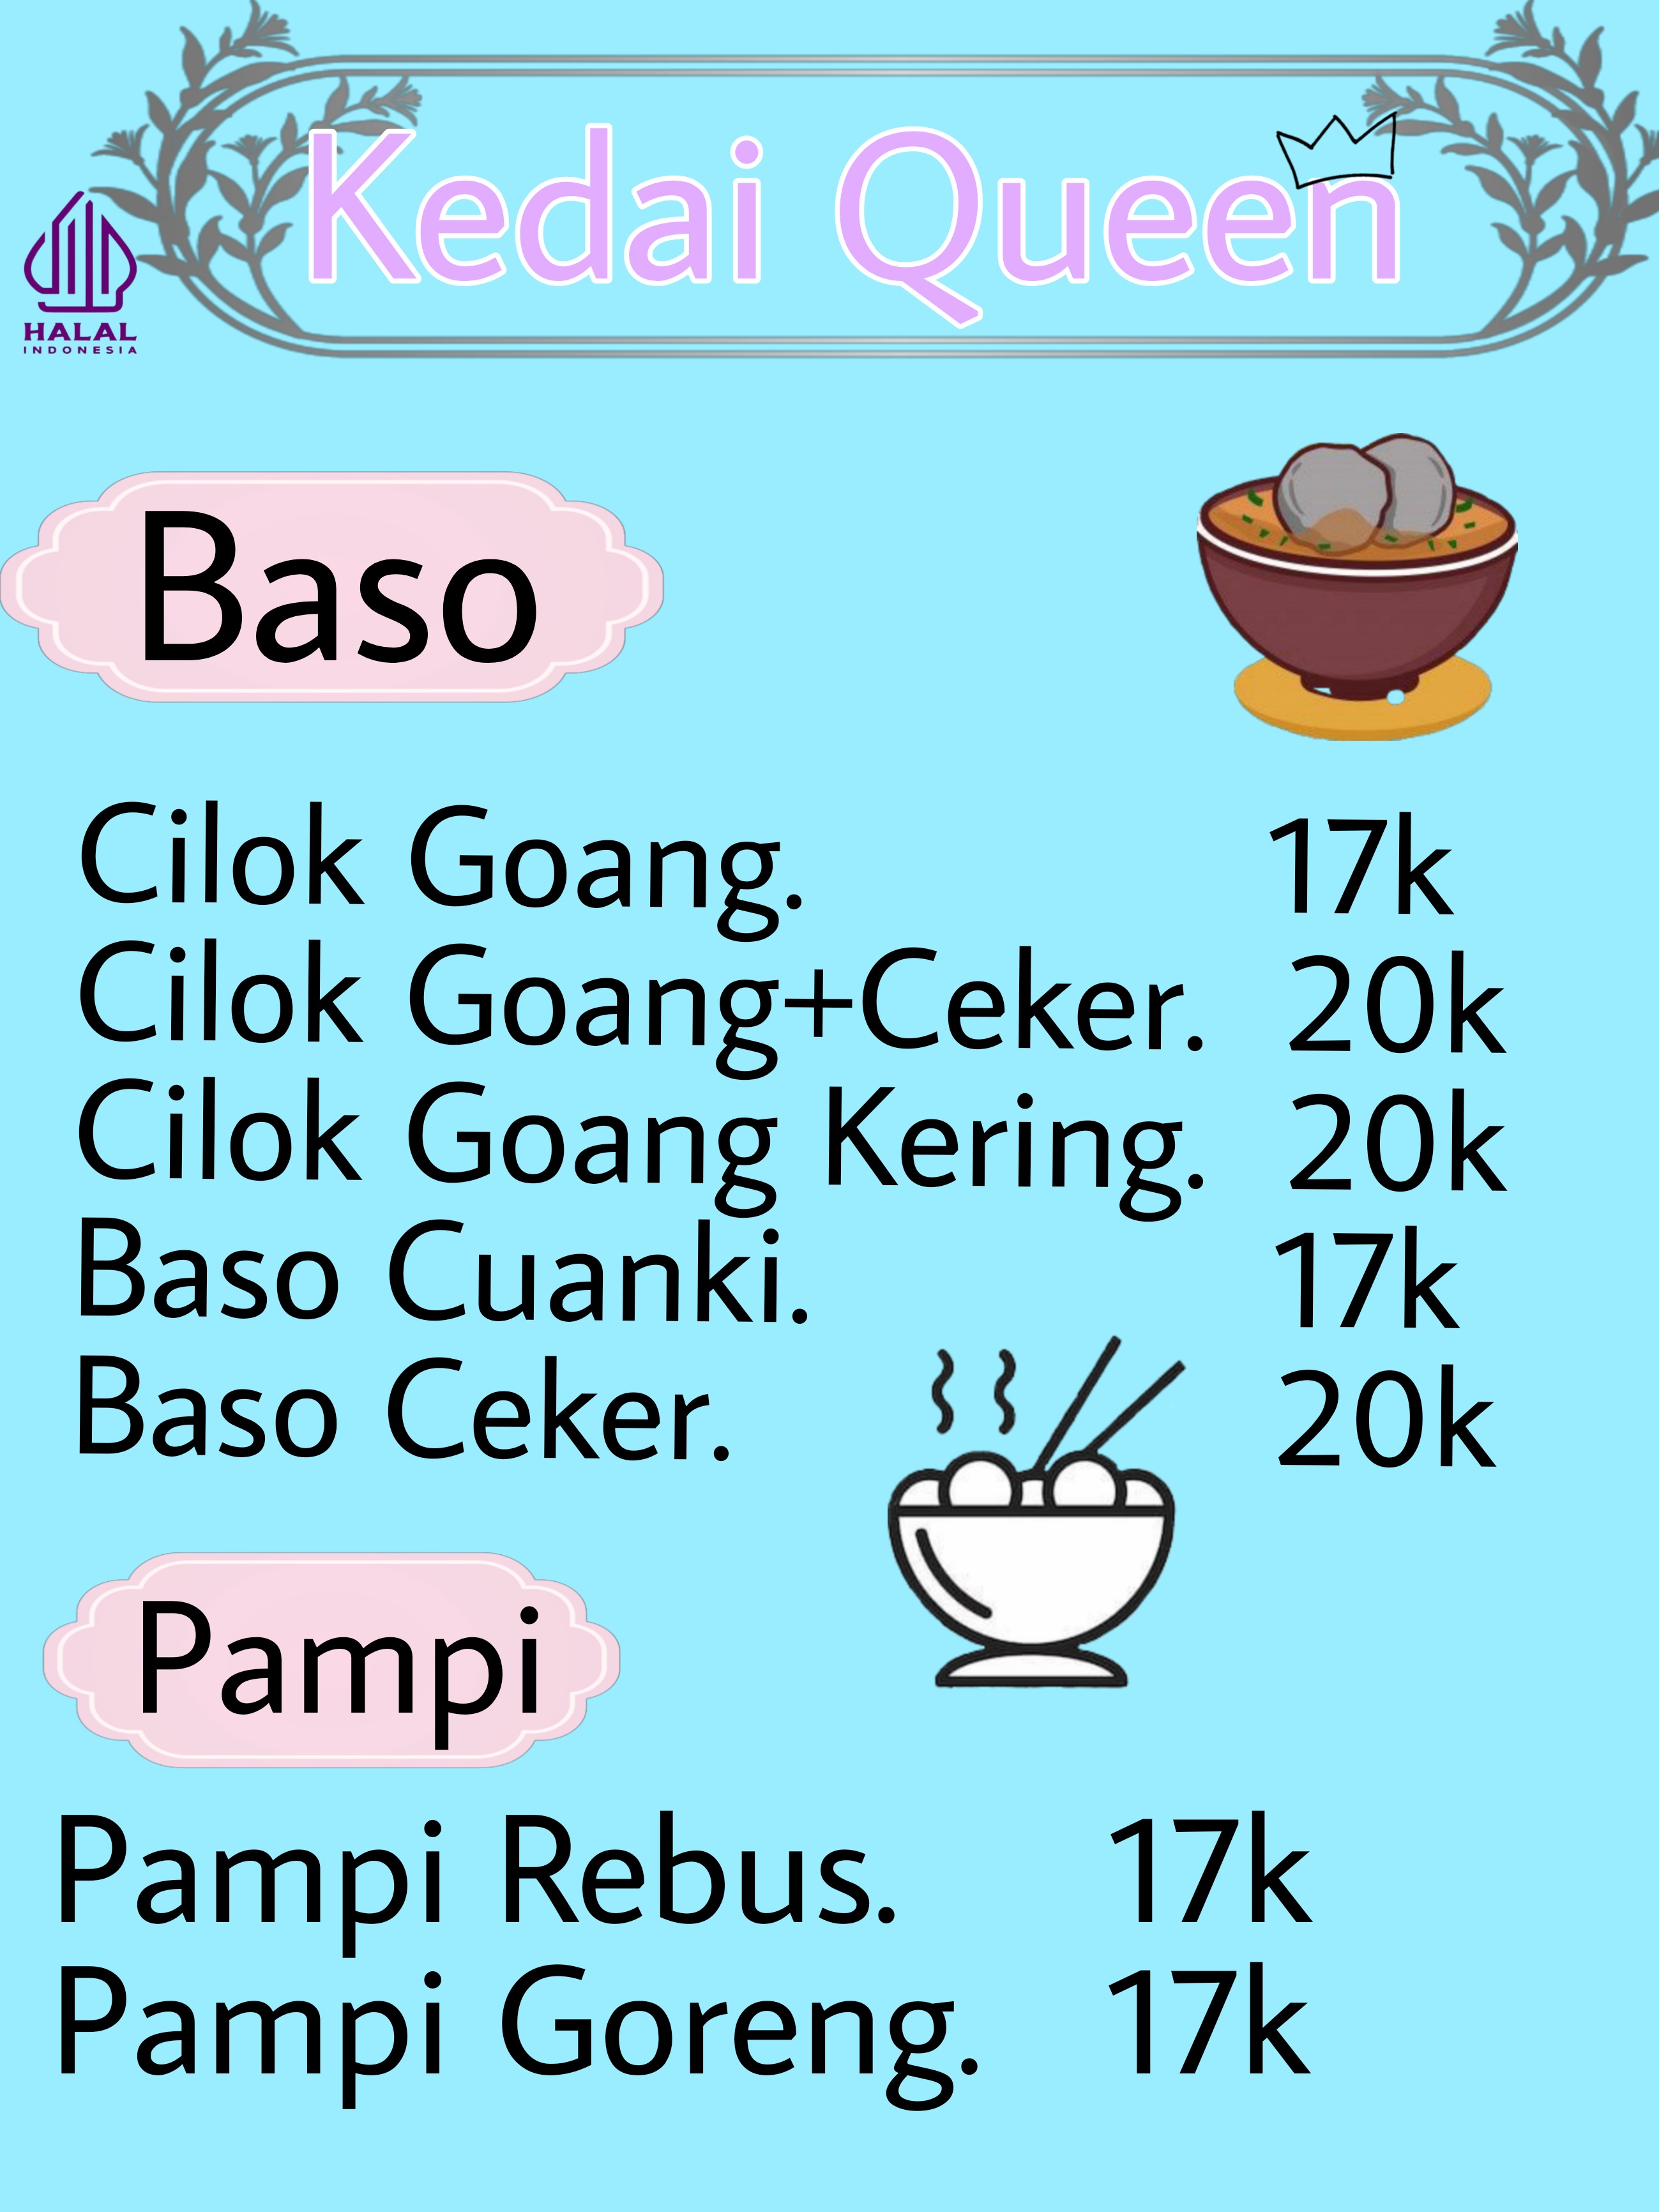 Kedai Queen
HALAL
INDONESIA
Baso
Cilok Goang. 17k
Cilok Goang+Ceker. 20k
Cilok Goang Kering. 20k
Baso Cuanki. 17k
Baso Ceker. 20k
Pampi
Pampi Rebus. 17k
Pampi Goreng. 17k